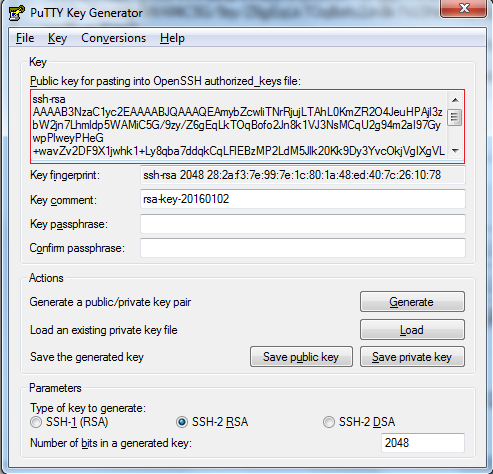 PuTTY Key Generator
File Key Conversions Help
Key
Public key for pasting into OpenSSH authorized_keys file:
ssh-rsa
AAAAB3NzaC1yc2EAAAABJQAAAQEAmybZcwliTNrRjujLTAhL0KmZR2O4JeuHPAjl3z
bW2jn7Lhmldp5WAMiC5G/9zy/Z6gEqLkTOqBofo2Jn8k1VJ3NsMCqU2g94m2aI97Gy
wpPIweyPHeG
+wavZv2DF9X1jwhk1+Ly8qba7ddqkCqLFlEBzMP2LdM5Jlk20Kk9Dy3YvcOkjVgIXgVL
Key fingerprint: ssh-rsa 2048 28:2a:f3:7e:99:7e:1c:80:1a:48:ed:40:7c:26:10:78
Key comment: rsa-key-20160102
Key passphrase:
Confirm passphrase:
Actions
Generate a public/private key pair Generate
Load an existing private key file Load
Save the generated key Save public key Save private key
Parameters
Type of key to generate:
SSH-1 (RSA) SSH-2 RSA SSH-2 DSA
Number of bits in a generated key: 2048